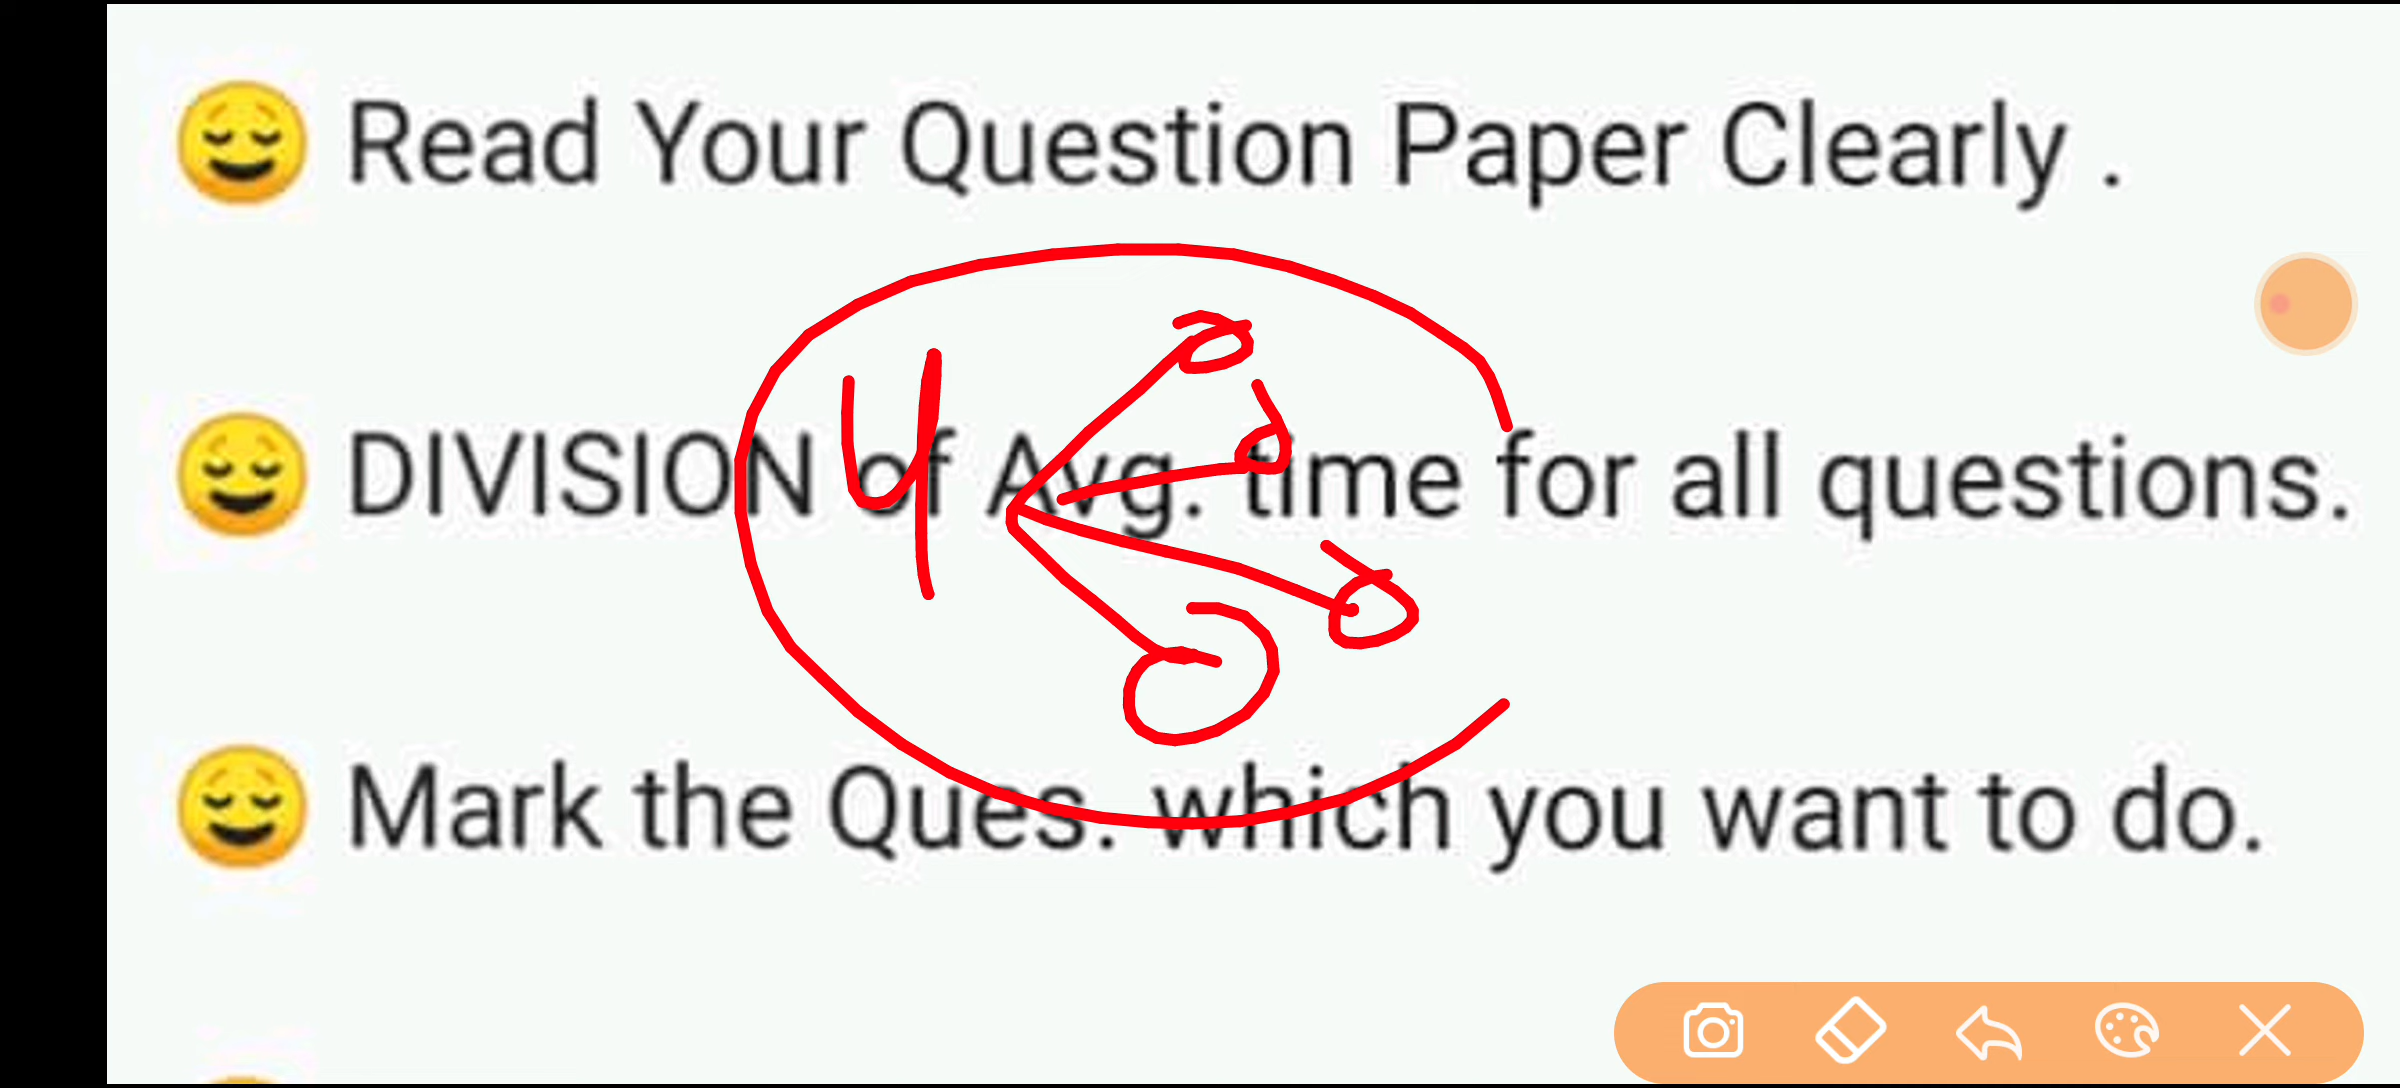 😌 Read Your Question Paper Clearly .
4
😌 DIVISION of Avg. time for all questions.
😌 Mark the Ques. which you want to do.